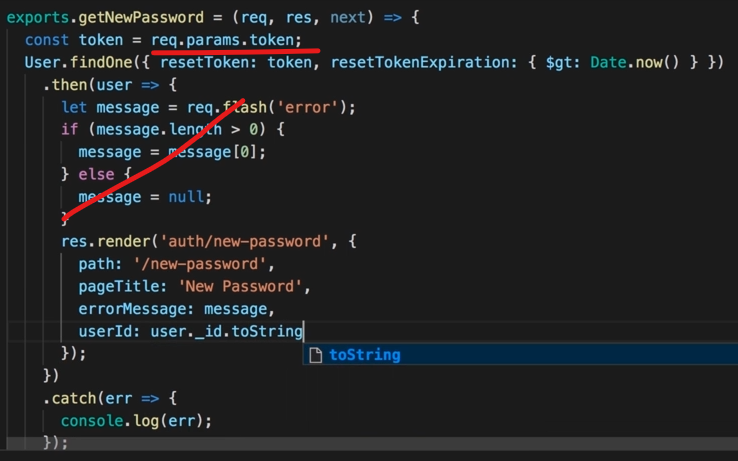 exports.getNewPassword = (req, res, next) => {
const token = req.params.token;
User.findOne({ resetToken: token, resetTokenExpiration: { $gt: Date.now() } })
.then(user => {
let message = req.flash('error');
if (message.length > 0) {
message = message[0];
} else {
message = null;
}
res.render('auth/new-password', {
path: '/new-password',
pageTitle: 'New Password',
errorMessage: message,
userId: user._id.toString
});
toString
})
.catch(err => {
console.log(err);
});